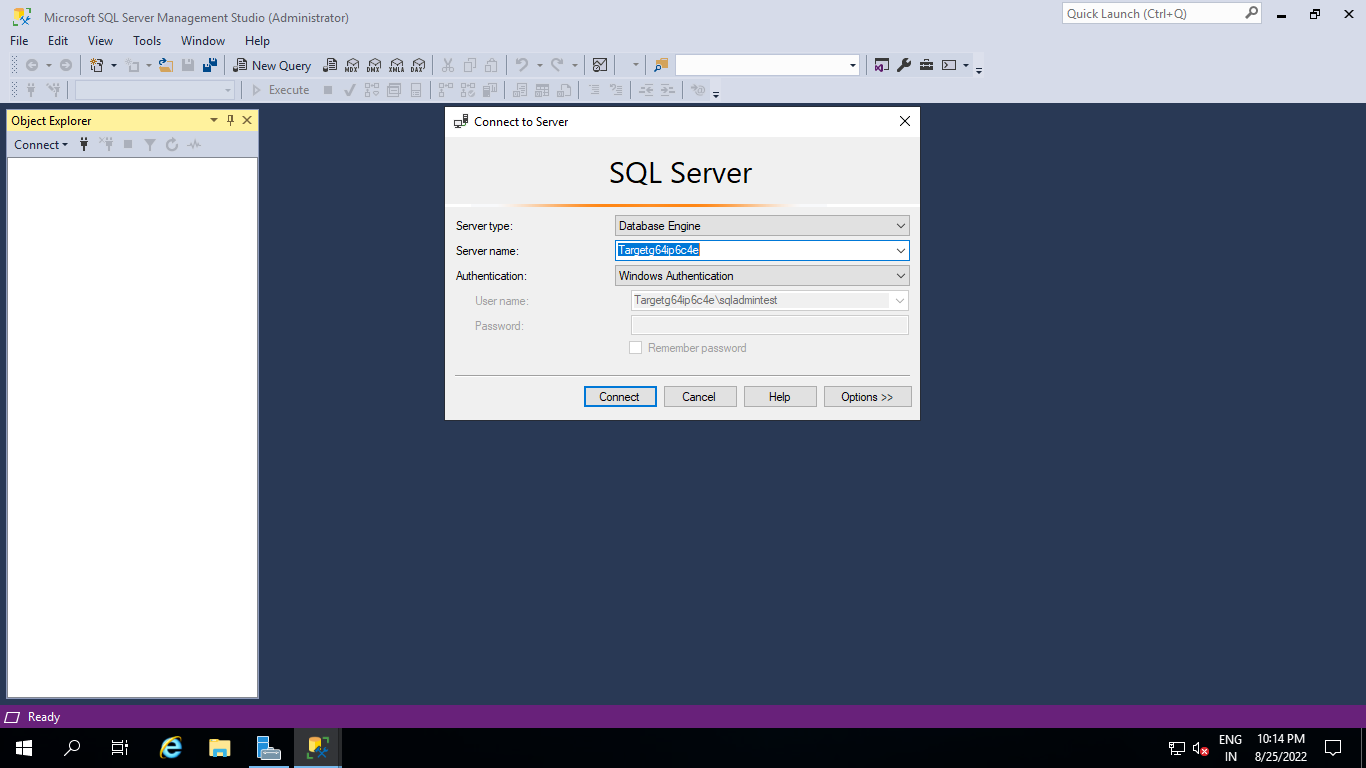 Microsoft SQL Server Management Studio (Administrator)
Quick Launch (Ctrl+Q)
File Edit View Tools Window Help
New Query MDX DMX XMLA DAX
Execute
Object Explorer
Connect
Connect to Server
SQL Server
Server type: Database Engine
Server name: Targetg64ip6c4e
Authentication: Windows Authentication
User name: Targetg64ip6c4e\sqladmintest
Password:
Remember password
Connect Cancel Help Options >>
Ready
ENG 10:14 PM
IN 8/25/2022